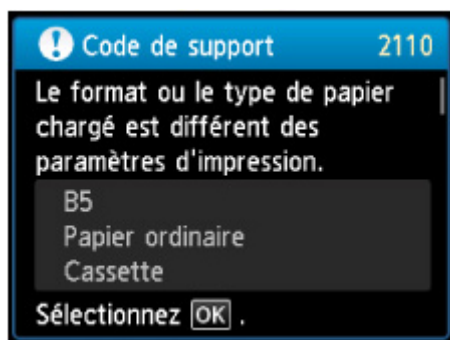 Code de support 2110
Le format ou le type de papier
chargé est différent des
paramètres d'impression.
B5
Papier ordinaire
Cassette
Sélectionnez OK .